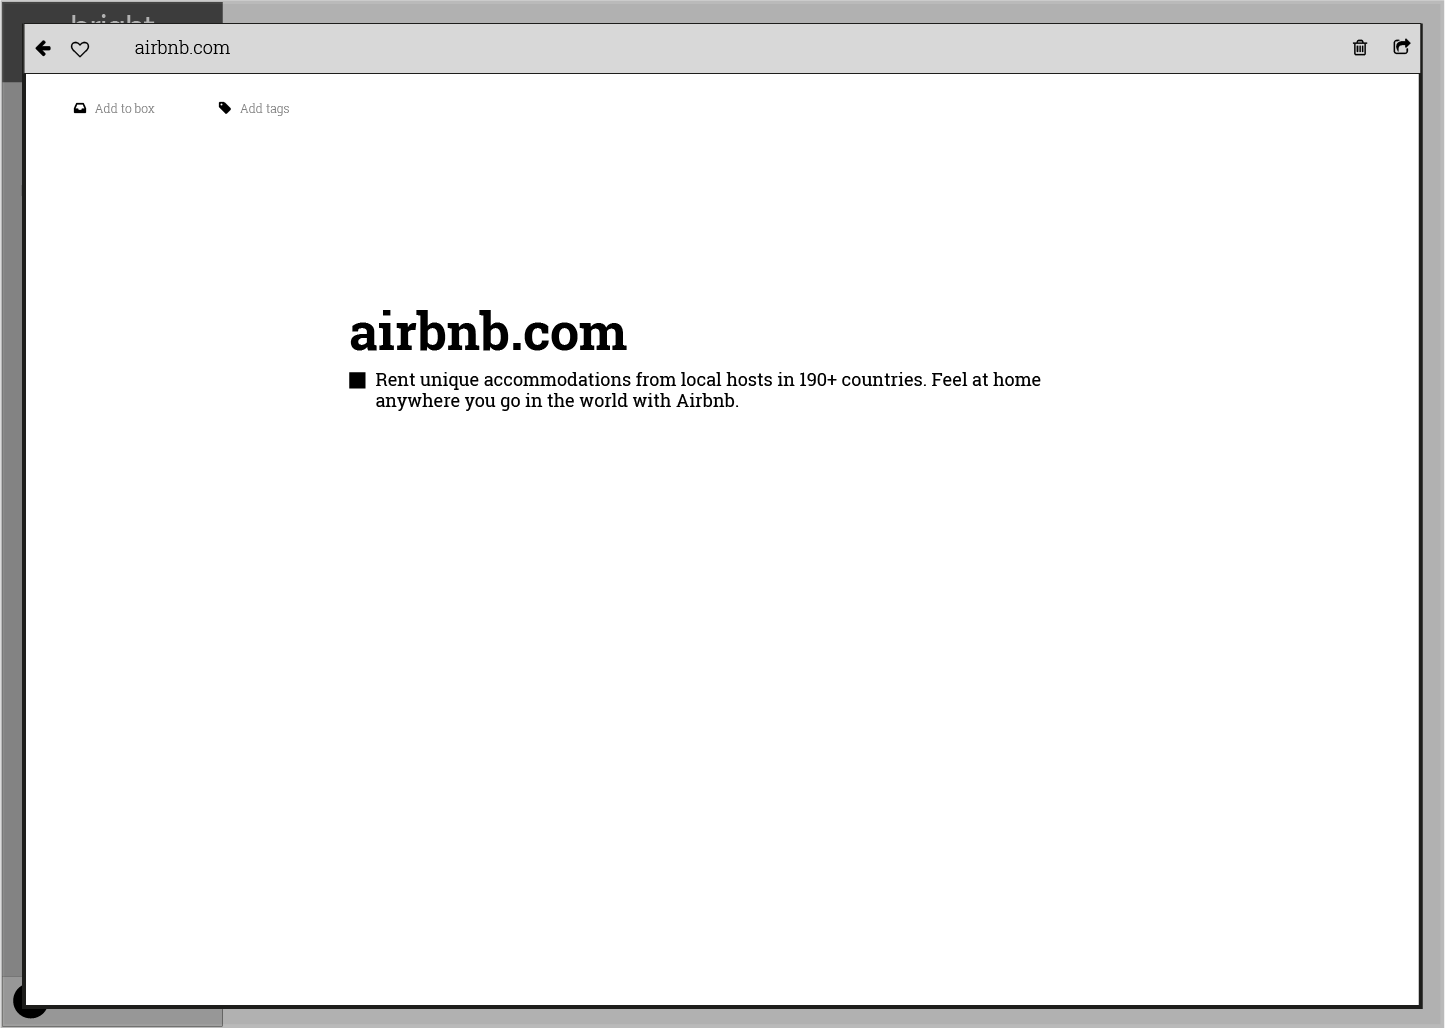 bright
airbnb.com
Add to box
Add tags
airbnb.com
Rent unique accommodations from local hosts in 190+ countries. Feel at home
anywhere you go in the world with Airbnb.